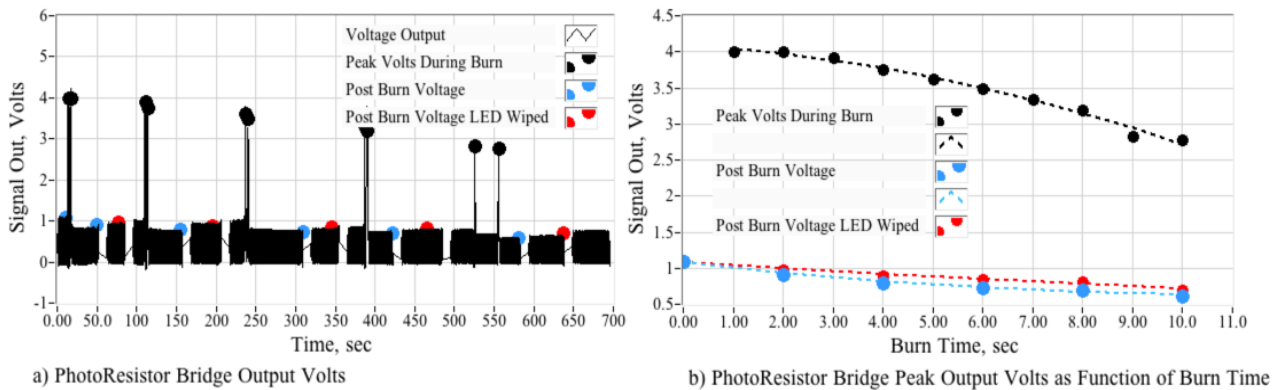 6
5
4
3
2
1
0
-1
Signal Out, Volts
Voltage Output
Peak Volts During Burn
Post Burn Voltage
Post Burn Voltage LED Wiped
0.00 50.0 100 150 200 250 300 350 400 450 500 550 600 650 700
Time, sec
a) PhotoResistor Bridge Output Volts
4.5
4
3.5
3
2.5
2
1.5
1
0.5
Signal Out, Volts
Peak Volts During Burn
Post Burn Voltage
Post Burn Voltage LED Wiped
0.00 1.00 2.00 3.00 4.00 5.00 6.00 7.00 8.00 9.00 10.0 11.0
Burn Time, sec
b) PhotoResistor Bridge Peak Output Volts as Function of Burn Time